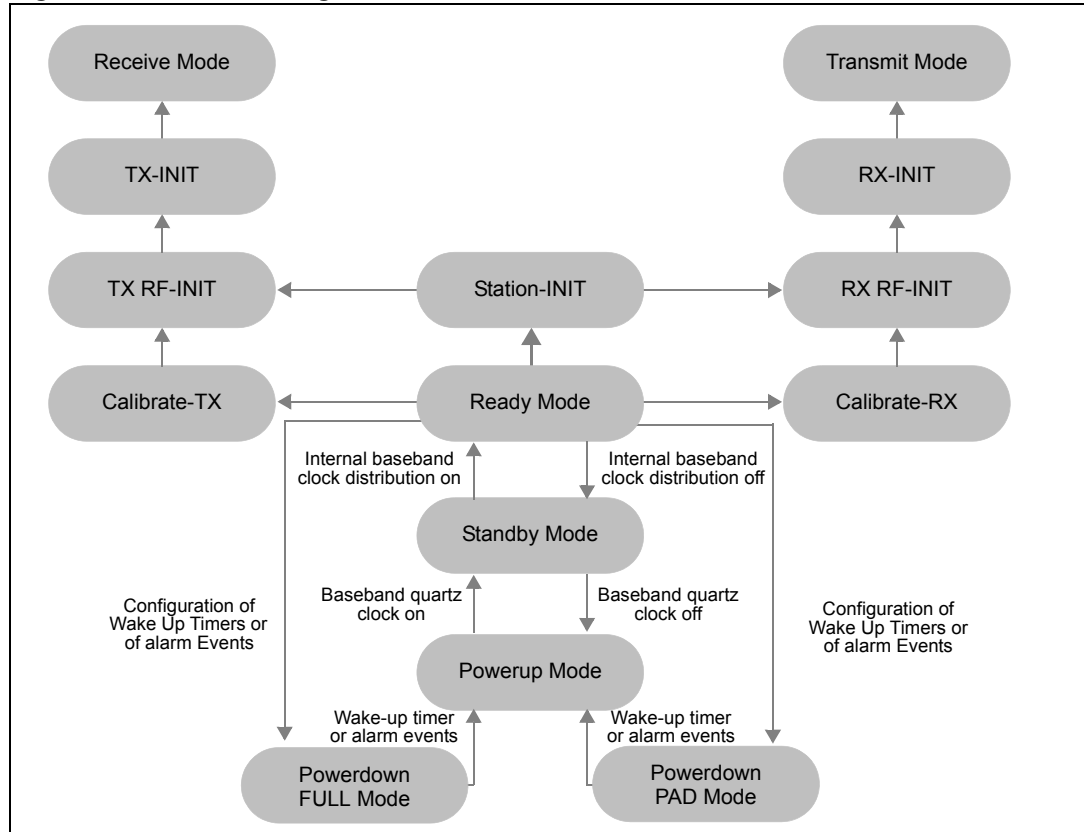 Receive Mode
Transmit Mode
TX-INIT
RX-INIT
TX RF-INIT
Station-INIT
RX RF-INIT
Calibrate-TX
Ready Mode
Calibrate-RX
Internal baseband
clock distribution on
Internal baseband
clock distribution off
Standby Mode
Configuration of
Wake Up Timers or
of alarm Events
Baseband quartz
clock on
Baseband quartz
clock off
Configuration of
Wake Up Timers or
of alarm Events
Powerup Mode
Wake-up timer
or alarm events
Wake-up timer
or alarm events
Powerdown
FULL Mode
Powerdown
PAD Mode